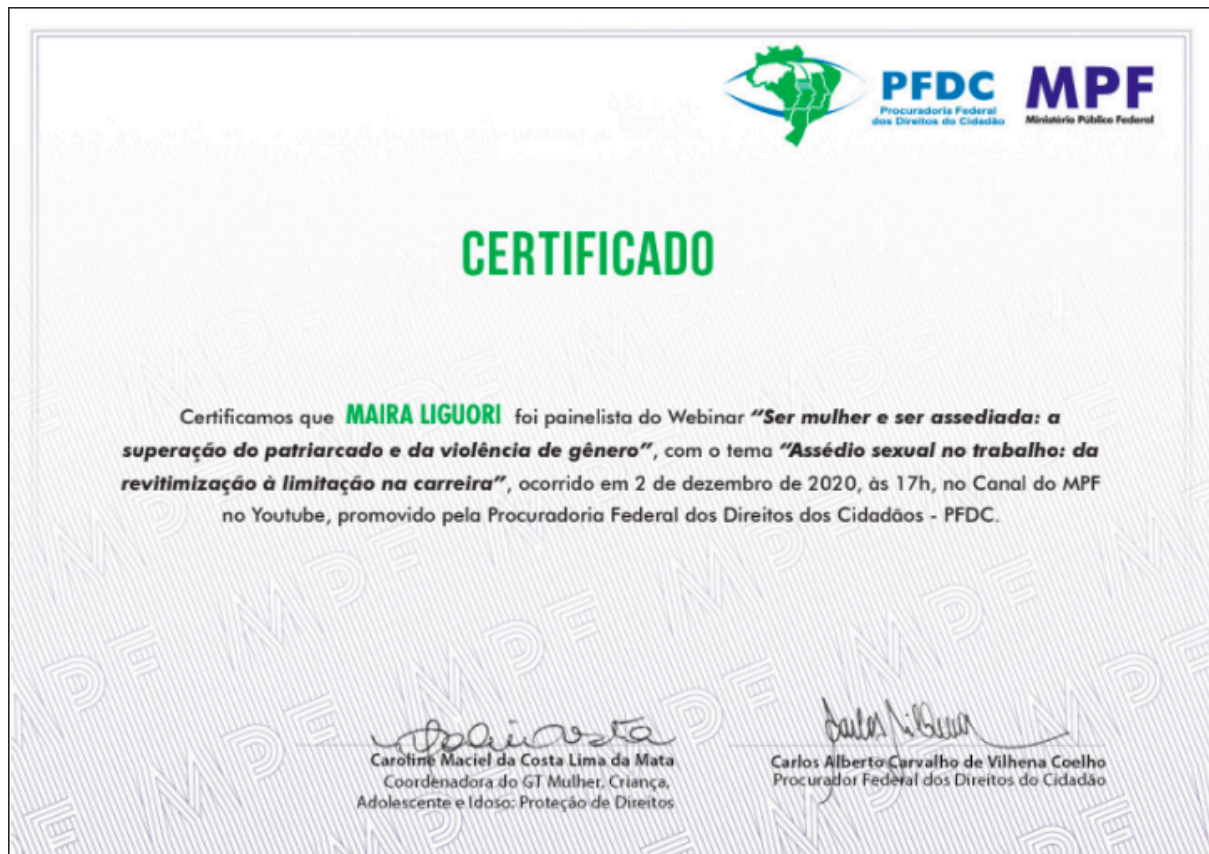 PFDC
Procuradoria Federal
dos Direitos do Cidadão
MPF
Ministério Público Federal
CERTIFICADO
Certificamos que MAIRA LIGUORI foi painelista do Webinar “Ser mulher e ser assediada: a
superação do patriarcado e da violência de gênero”, com o tema “Assédio sexual no trabalho: da
revitimização à limitação na carreira”, ocorrido em 2 de dezembro de 2020, às 17h, no Canal do MPF
no Youtube, promovido pela Procuradoria Federal dos Direitos dos Cidadãos - PFDC.
Caroline Maciel da Costa Lima da Mata
Coordenadora do GT Mulher, Criança,
Adolescente e Idoso: Proteção de Direitos
Carlos Alberto Carvalho de Vilhena Coelho
Procurador Federal dos Direitos do Cidadão